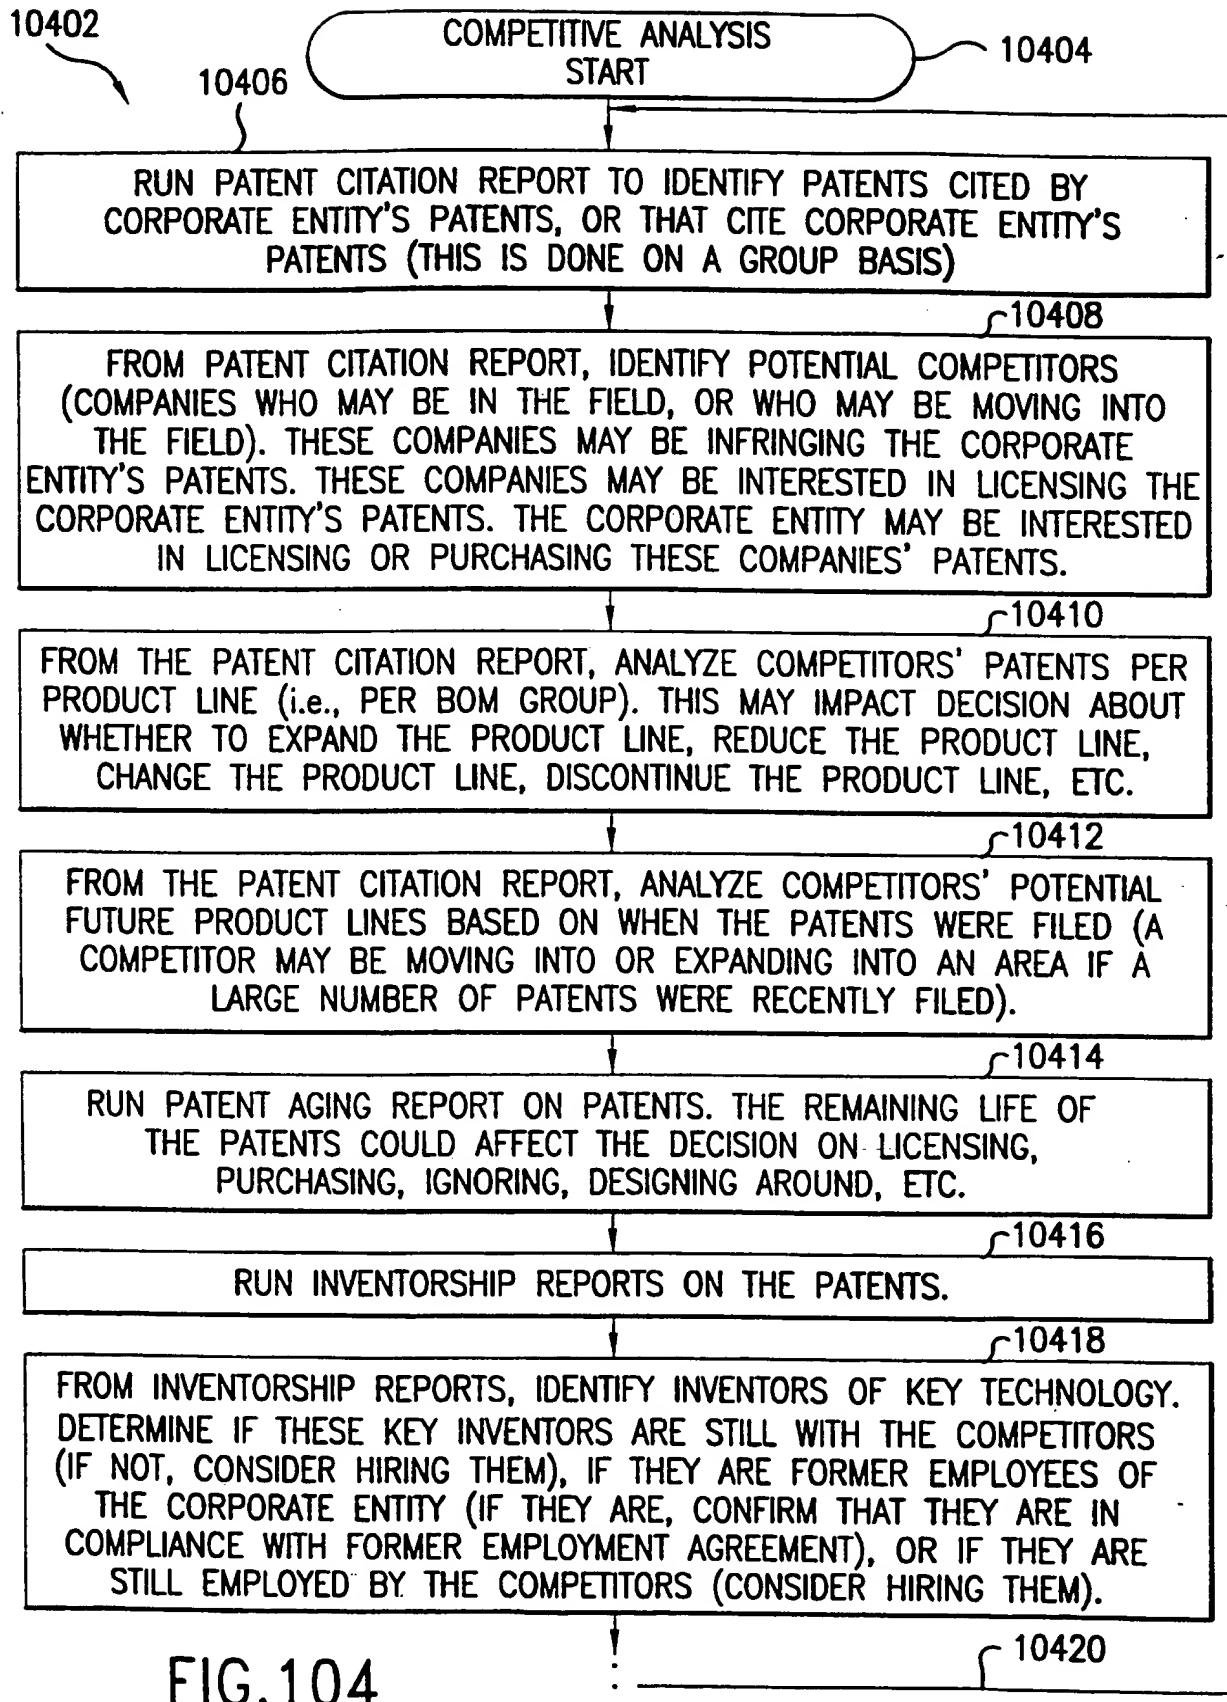 10402
COMPETITIVE ANALYSIS
START
10404
10406
RUN PATENT CITATION REPORT TO IDENTIFY PATENTS CITED BY
CORPORATE ENTITY'S PATENTS, OR THAT CITE CORPORATE ENTITY'S
PATENTS (THIS IS DONE ON A GROUP BASIS)
10408
FROM PATENT CITATION REPORT, IDENTIFY POTENTIAL COMPETITORS
(COMPANIES WHO MAY BE IN THE FIELD, OR WHO MAY BE MOVING INTO
THE FIELD). THESE COMPANIES MAY BE INFRINGING THE CORPORATE
ENTITY'S PATENTS. THESE COMPANIES MAY BE INTERESTED IN LICENSING THE
CORPORATE ENTITY'S PATENTS. THE CORPORATE ENTITY MAY BE INTERESTED
IN LICENSING OR PURCHASING THESE COMPANIES' PATENTS.
10410
FROM THE PATENT CITATION REPORT, ANALYZE COMPETITORS' PATENTS PER
PRODUCT LINE (i.e., PER BOM GROUP). THIS MAY IMPACT DECISION ABOUT
WHETHER TO EXPAND THE PRODUCT LINE, REDUCE THE PRODUCT LINE,
CHANGE THE PRODUCT LINE, DISCONTINUE THE PRODUCT LINE, ETC.
10412
FROM THE PATENT CITATION REPORT, ANALYZE COMPETITORS' POTENTIAL
FUTURE PRODUCT LINES BASED ON WHEN THE PATENTS WERE FILED (A
COMPETITOR MAY BE MOVING INTO OR EXPANDING INTO AN AREA IF A
LARGE NUMBER OF PATENTS WERE RECENTLY FILED).
10414
RUN PATENT AGING REPORT ON PATENTS. THE REMAINING LIFE OF
THE PATENTS COULD AFFECT THE DECISION ON LICENSING,
PURCHASING, IGNORING, DESIGNING AROUND, ETC.
10416
RUN INVENTORSHIP REPORTS ON THE PATENTS.
10418
FROM INVENTORSHIP REPORTS, IDENTIFY INVENTORS OF KEY TECHNOLOGY.
DETERMINE IF THESE KEY INVENTORS ARE STILL WITH THE COMPETITORS
(IF NOT, CONSIDER HIRING THEM), IF THEY ARE FORMER EMPLOYEES OF
THE CORPORATE ENTITY (IF THEY ARE, CONFIRM THAT THEY ARE IN
COMPLIANCE WITH FORMER EMPLOYMENT AGREEMENT), OR IF THEY ARE
STILL EMPLOYED BY THE COMPETITORS (CONSIDER HIRING THEM).
10420
FIG.104